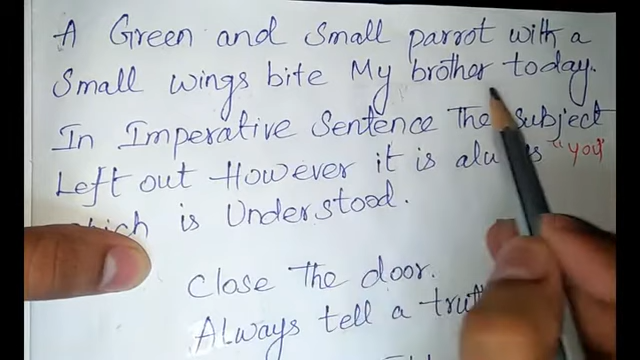 A Green and small parrot with a
small wings bite My brother today.
In Imperative Sentence The subject
Left out However it is always "you"
which is Understood.
Close The door.
Always tell a truth